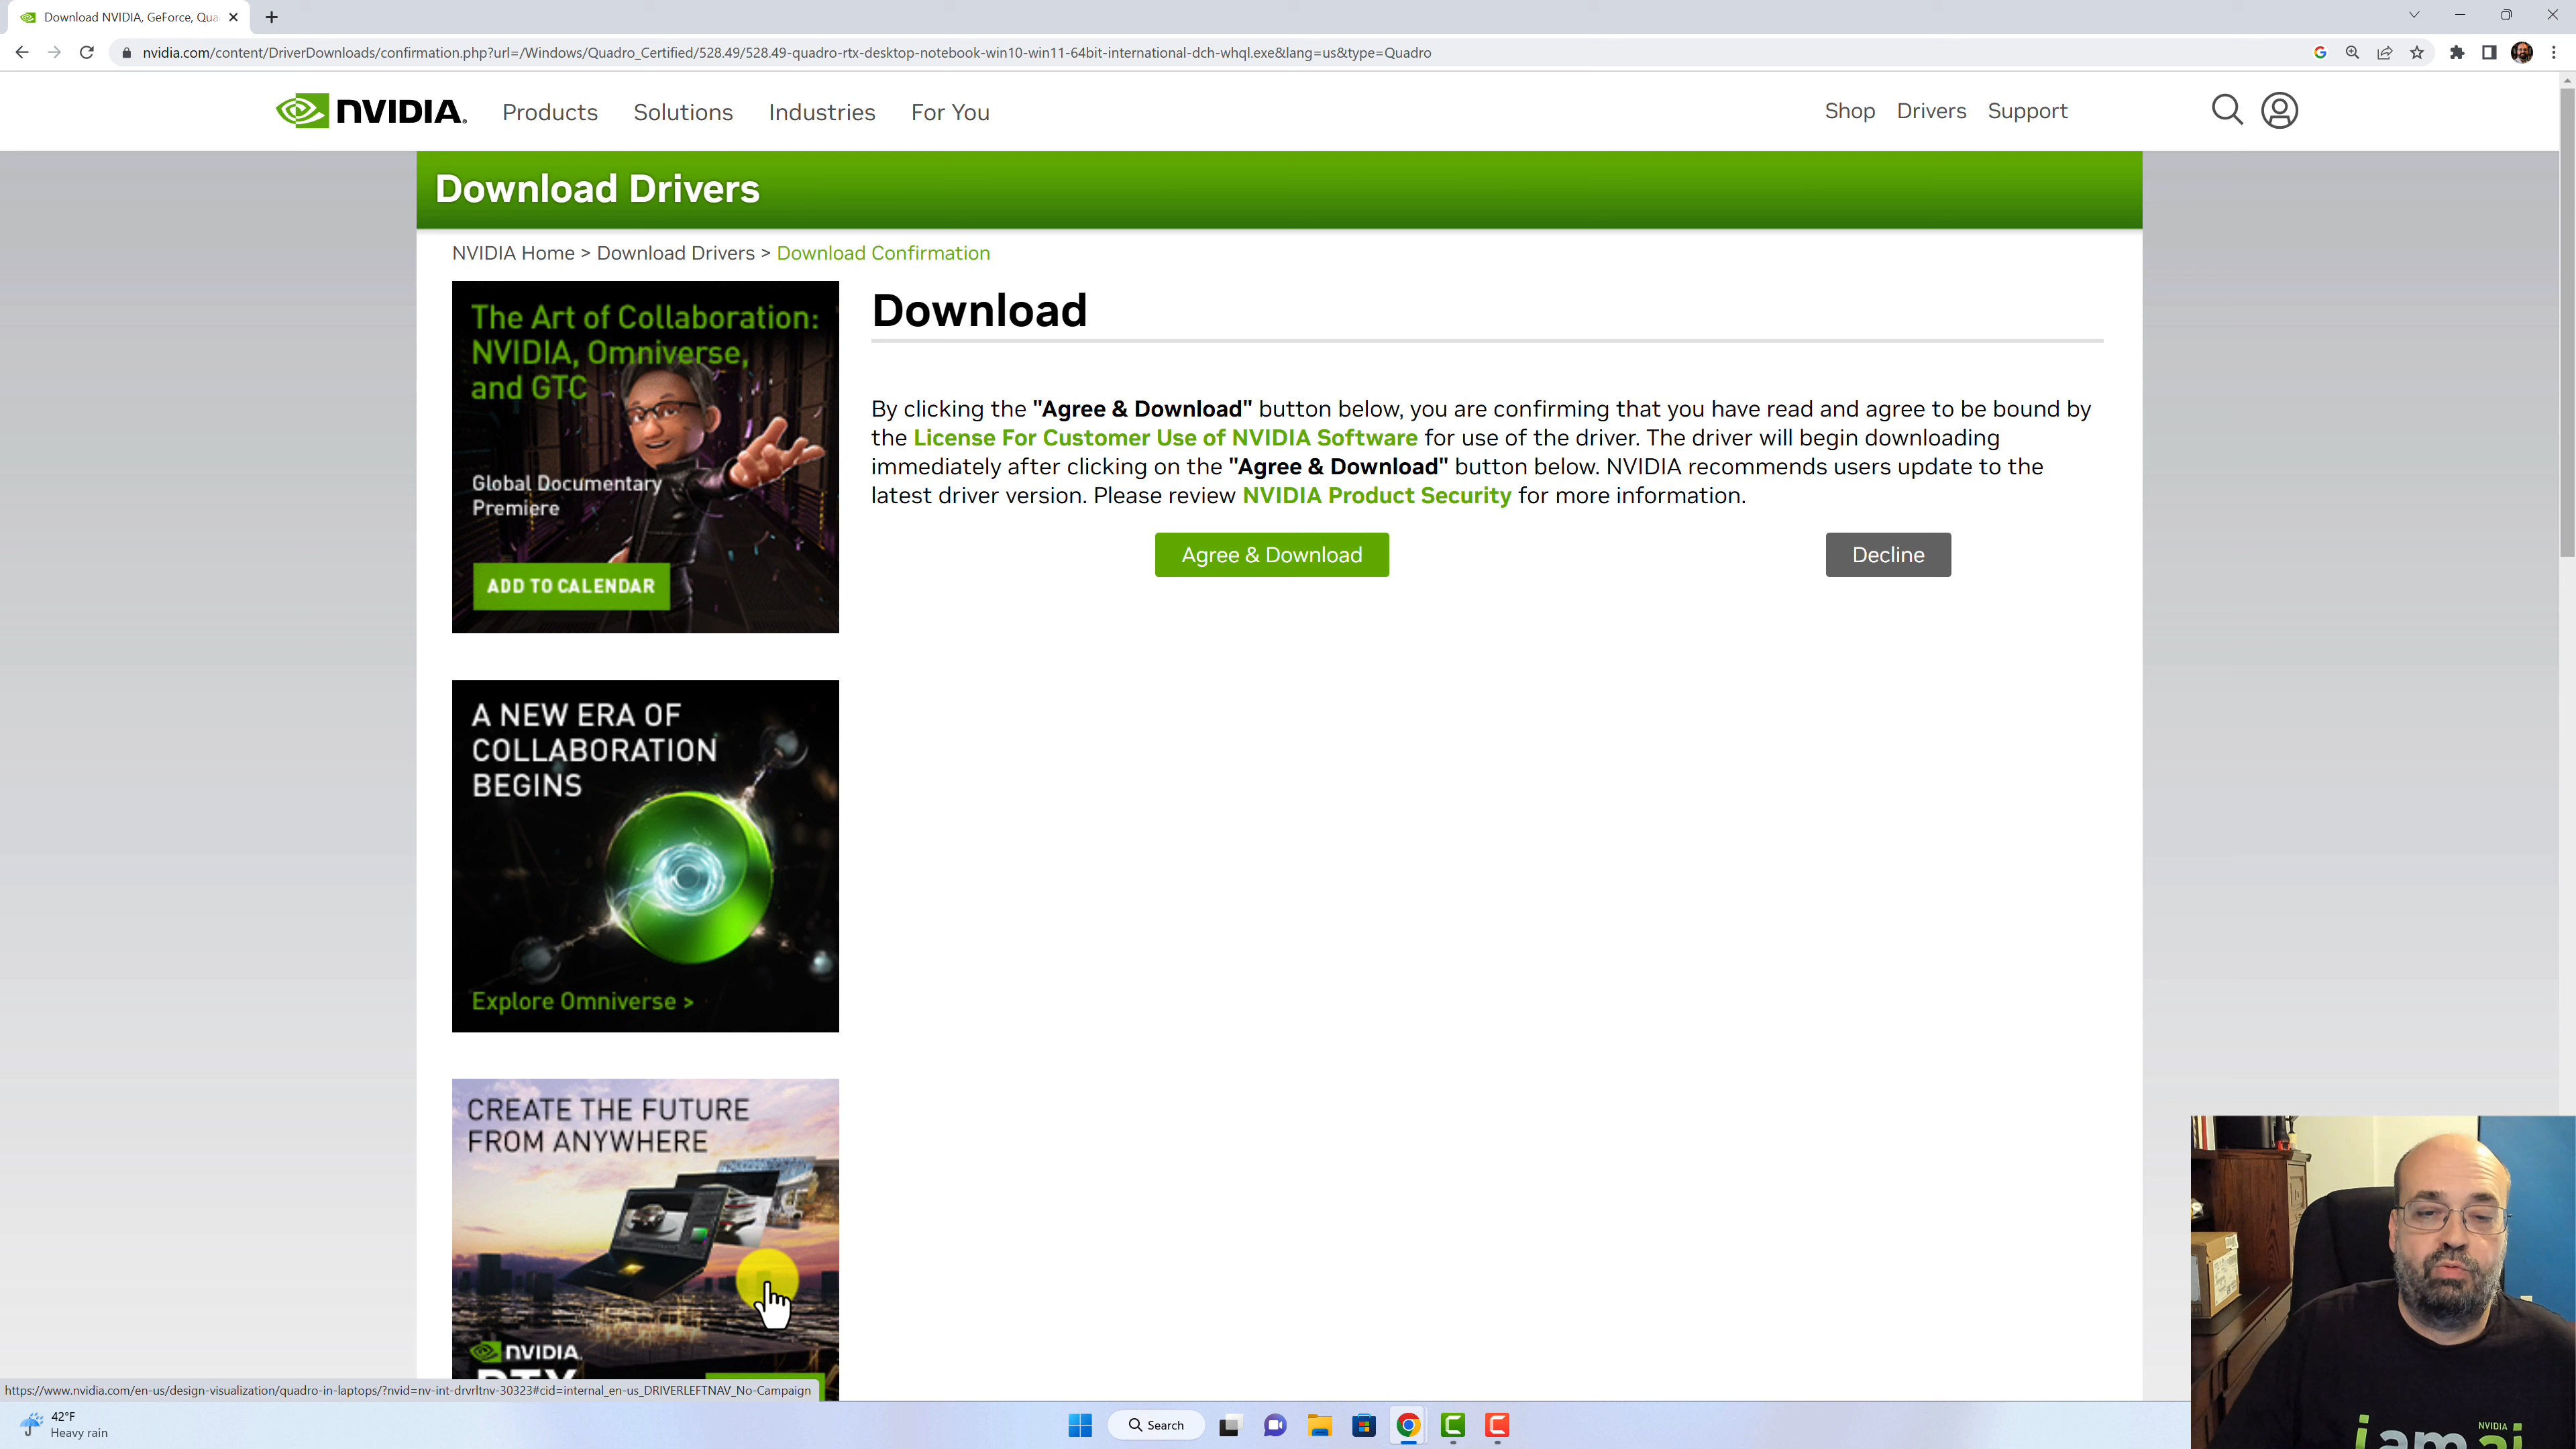 Download NVIDIA, GeForce, Qua
nvidia.com/content/DriverDownloads/confirmation.php?url=/Windows/Quadro_Certified/528.49/528.49-quadro-rtx-desktop-notebook-win10-win11-64bit-international-dch-whql.exe&lang=us&type=Quadro
NVIDIA. Products Solutions Industries For You Shop Drivers Support
Download Drivers
NVIDIA Home > Download Drivers > Download Confirmation
The Art of Collaboration:
NVIDIA, Omniverse,
and GTC
Global Documentary
Premiere
ADD TO CALENDAR
Download
By clicking the "Agree & Download" button below, you are confirming that you have read and agree to be bound by
the License For Customer Use of NVIDIA Software for use of the driver. The driver will begin downloading
immediately after clicking on the "Agree & Download" button below. NVIDIA recommends users update to the
latest driver version. Please review NVIDIA Product Security for more information.
Agree & Download Decline
A NEW ERA OF
COLLABORATION
BEGINS
Explore Omniverse >
CREATE THE FUTURE
FROM ANYWHERE
NVIDIA.
RTX
https://www.nvidia.com/en-us/design-visualization/quadro-in-laptops/?nvid=nv-int-drvrltnv-30323#cid=internal_en-us_DRIVERLEFTNAV_No-Campaign
42°F
Heavy rain
Search
NVIDIA
i am ai